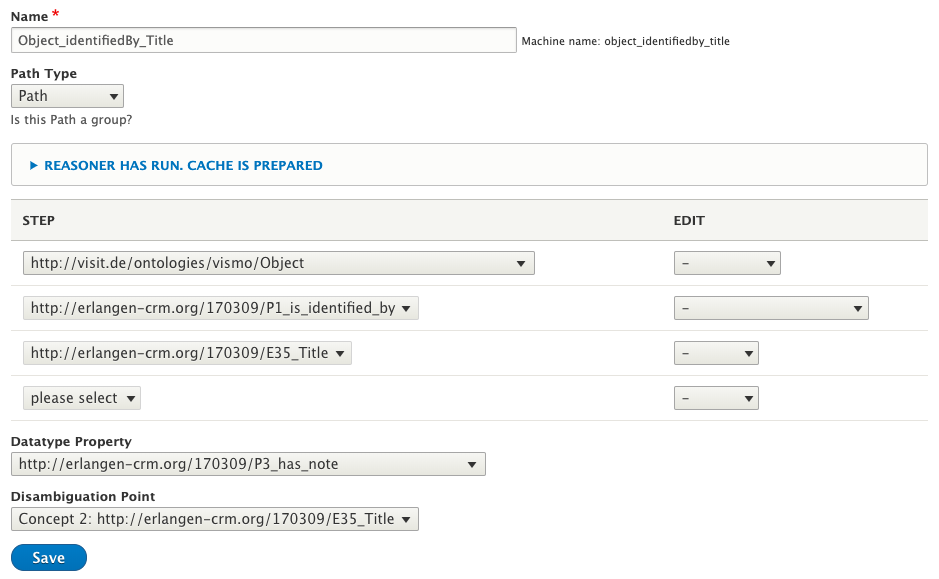 Name *
Object_identifiedBy_Title Machine name: object_identifiedby_title
Path Type
Path
Is this Path a group?
REASONER HAS RUN. CACHE IS PREPARED
STEP EDIT
http://visit.de/ontologies/vismo/Object –
http://erlangen-crm.org/170309/P1_is_identified_by –
http://erlangen-crm.org/170309/E35_Title –
please select –
Datatype Property
http://erlangen-crm.org/170309/P3_has_note
Disambiguation Point
Concept 2: http://erlangen-crm.org/170309/E35_Title
Save